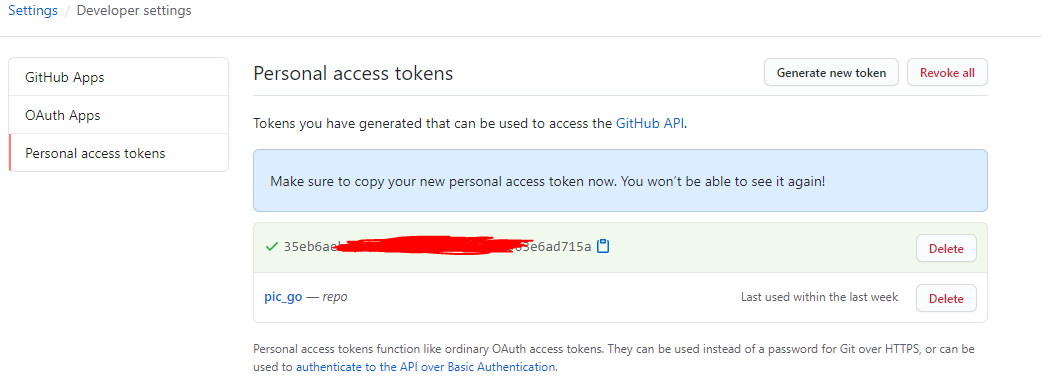 Settings / Developer settings
GitHub Apps
OAuth Apps
Personal access tokens
Personal access tokens
Generate new token
Revoke all
Tokens you have generated that can be used to access the GitHub API.
Make sure to copy your new personal access token now. You won't be able to see it again!
35eb6ae 3e6ad715a
Delete
pic_go — repo
Last used within the last week
Delete
Personal access tokens function like ordinary OAuth access tokens. They can be used instead of a password for Git over HTTPS, or can be
used to authenticate to the API over Basic Authentication.